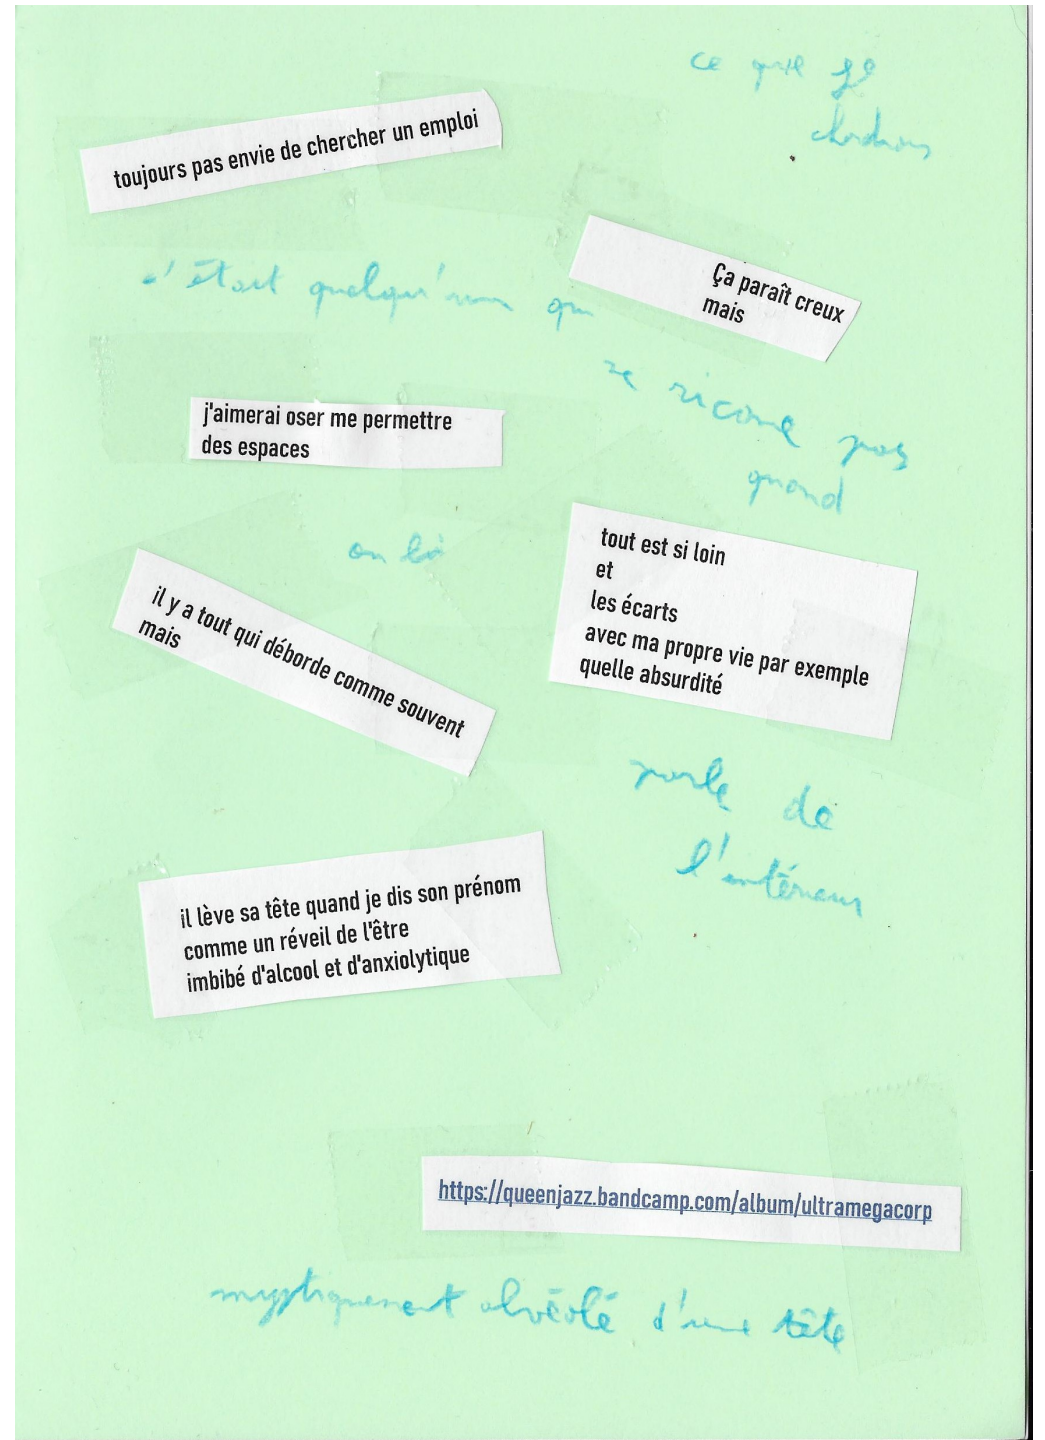 ce que je
cherchais
toujours pas envie de chercher un emploi
c'était quelqu'un qui
Ça paraît creux
mais
ne ricane pas
quand
j'aimerai oser me permettre
des espaces
on lui
tout est si loin
et
les écarts
avec ma propre vie par exemple
quelle absurdité
il y a tout qui déborde comme souvent
mais
parle de
l'intérieur
il lève sa tête quand je dis son prénom
comme un réveil de l'être
imbibé d'alcool et d'anxiolytique
https://queenjazz.bandcamp.com/album/ultramegacorp
mystiquement alvéolé d'une tête